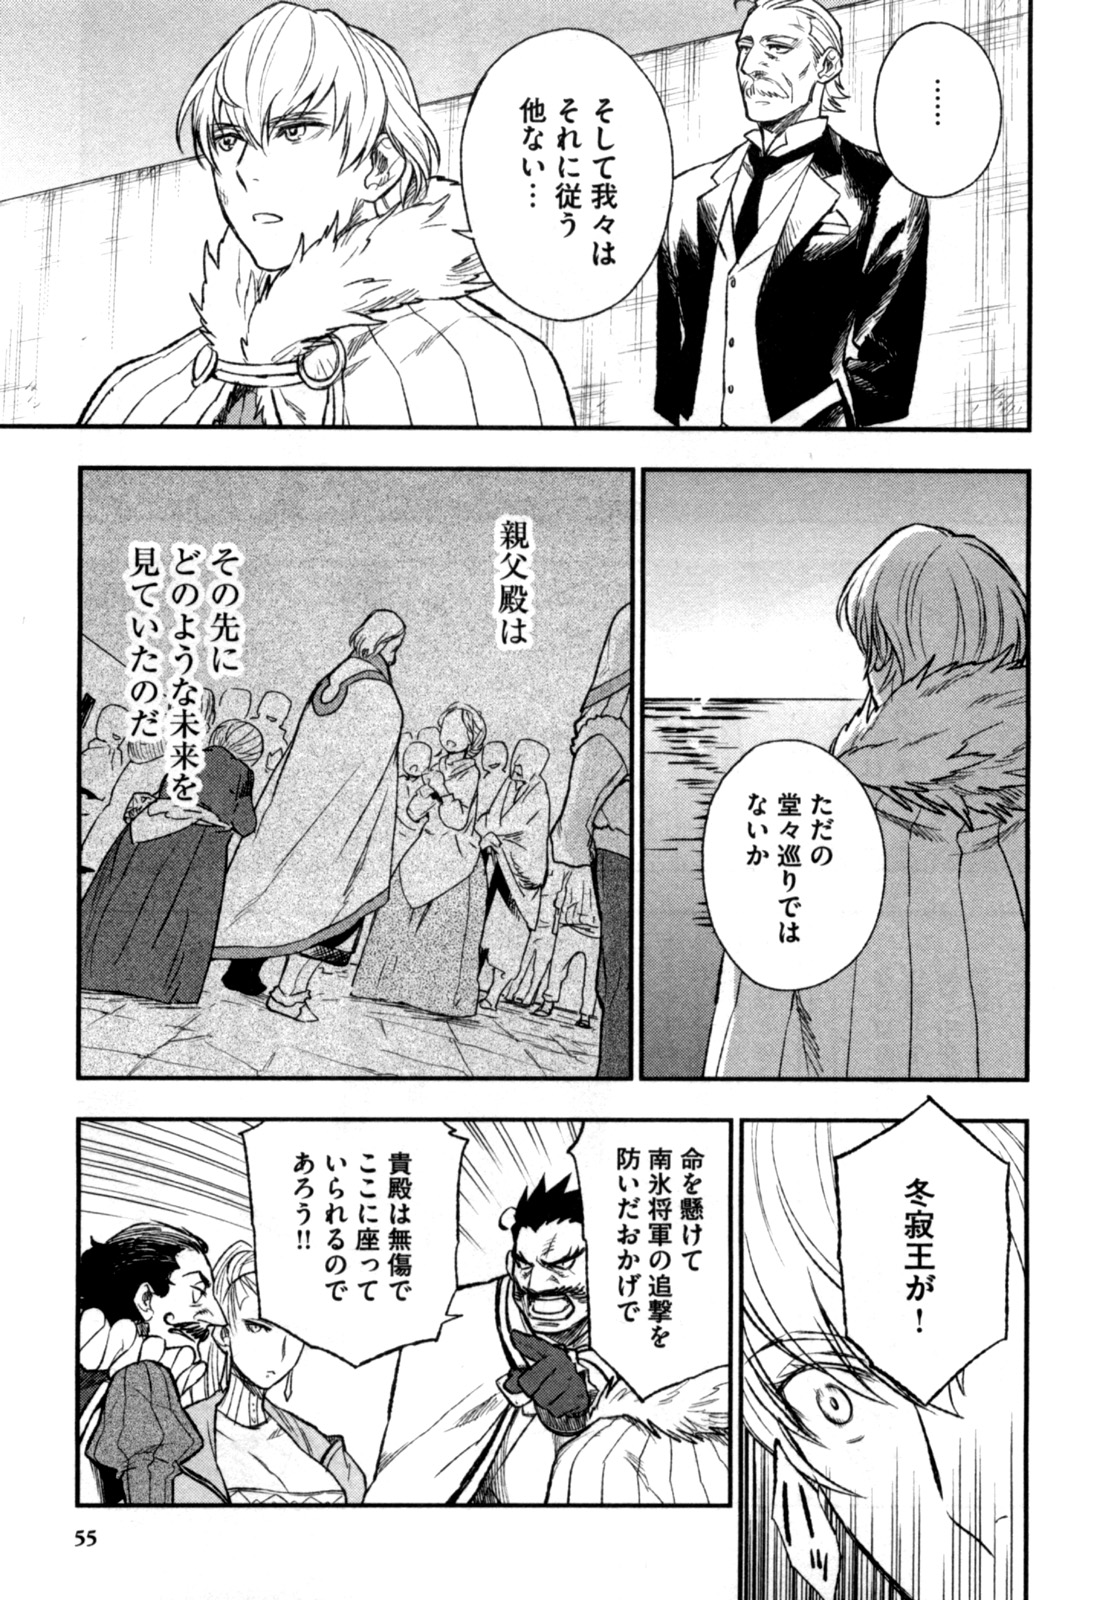 ……
そして我々は
それに従う
他ない…
ただの
堂々巡りでは
ないか
親父殿は
その先に
どのような未来を
見ていたのだ
冬寂王が！
命を懸けて
南氷将軍の追撃を
防いだおかげで
貴殿は無傷で
ここに座って
いられるので
あろう!!
55